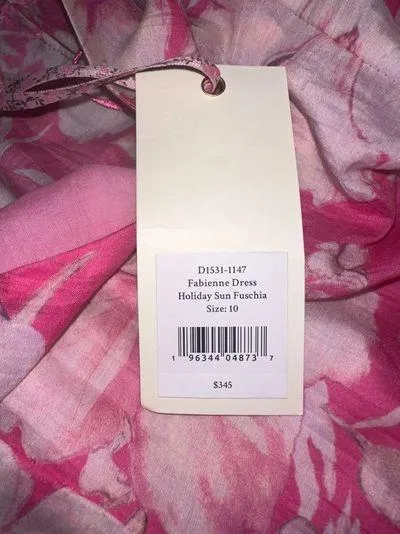 D1531-1147
Fabienne Dress
Holiday Sun Fuschia
Size: 10
1 96344 04873 7
$345